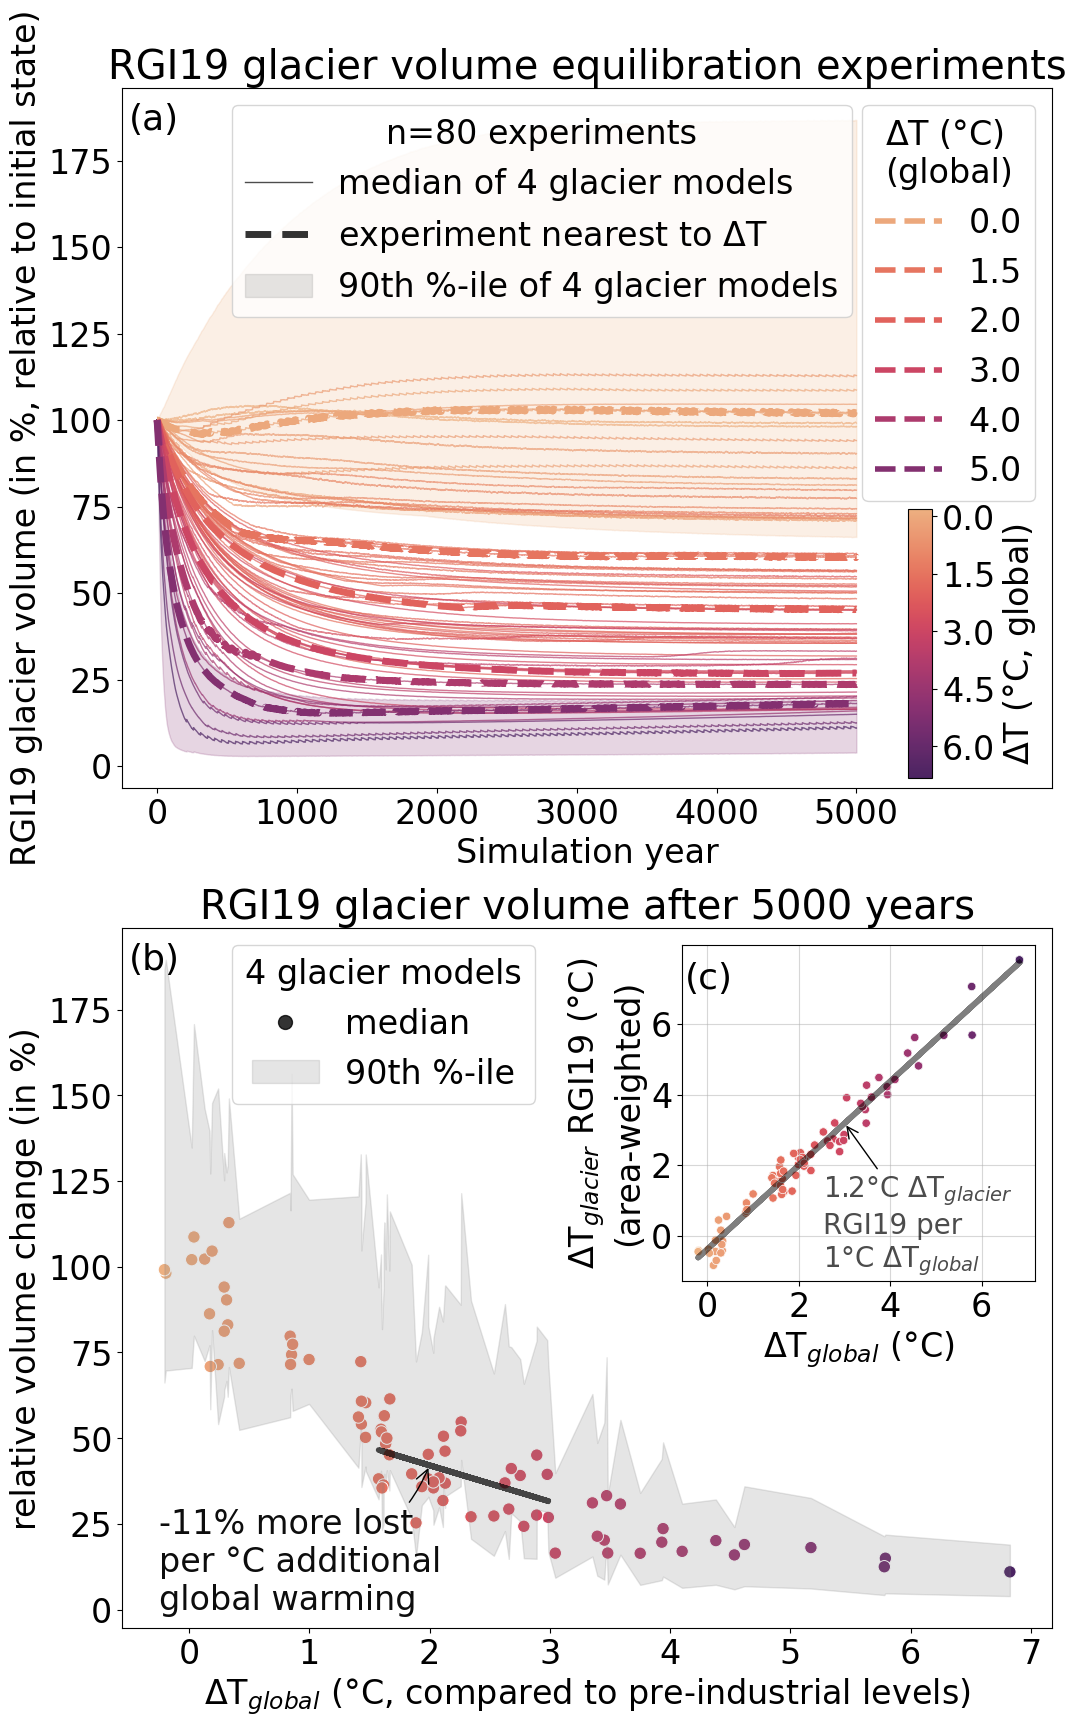 RGI19 glacier volume equilibration experiments
(a)
RGI19 glacier volume (in %, relative to initial state)
175
150
125
100
75
50
25
0
n=80 experiments
median of 4 glacier models
experiment nearest to ΔT
90th %-ile of 4 glacier models
ΔT (°C)
(global)
0.0
1.5
2.0
3.0
4.0
5.0
0.0
1.5
3.0
4.5
6.0
ΔT (°C, global)
0 1000 2000 3000 4000 5000
Simulation year
RGI19 glacier volume after 5000 years
(b)
relative volume change (in %)
175
150
125
100
75
50
25
0
4 glacier models
median
90th %-ile
-11% more lost
per °C additional
global warming
0 1 2 3 4 5 6 7
ΔTglobal (°C, compared to pre-industrial levels)
(c)
ΔTglacier RGI19 (°C)
(area-weighted)
6
4
2
0
1.2°C ΔTglacier
RGI19 per
1°C ΔTglobal
0 2 4 6
ΔTglobal (°C)